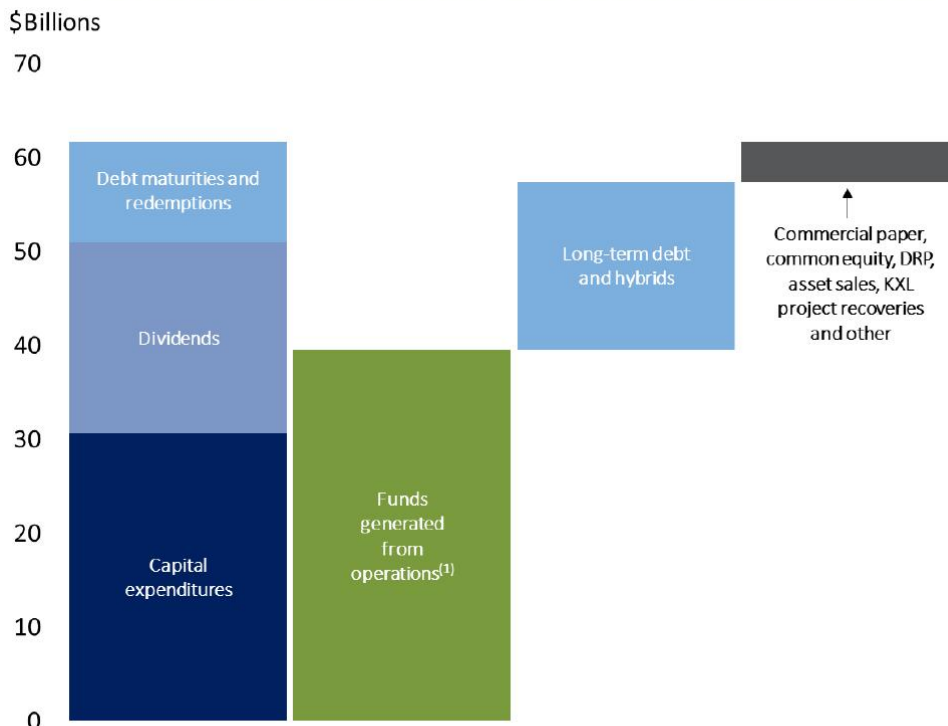 $Billions
70
60
50
40
30
20
10
0
Debt maturities and
redemptions
Dividends
Capital
expenditures
Funds
generated
from
operations(1)
Long-term debt
and hybrids
Commercial paper,
common equity, DRP,
asset sales, KXL
project recoveries
and other